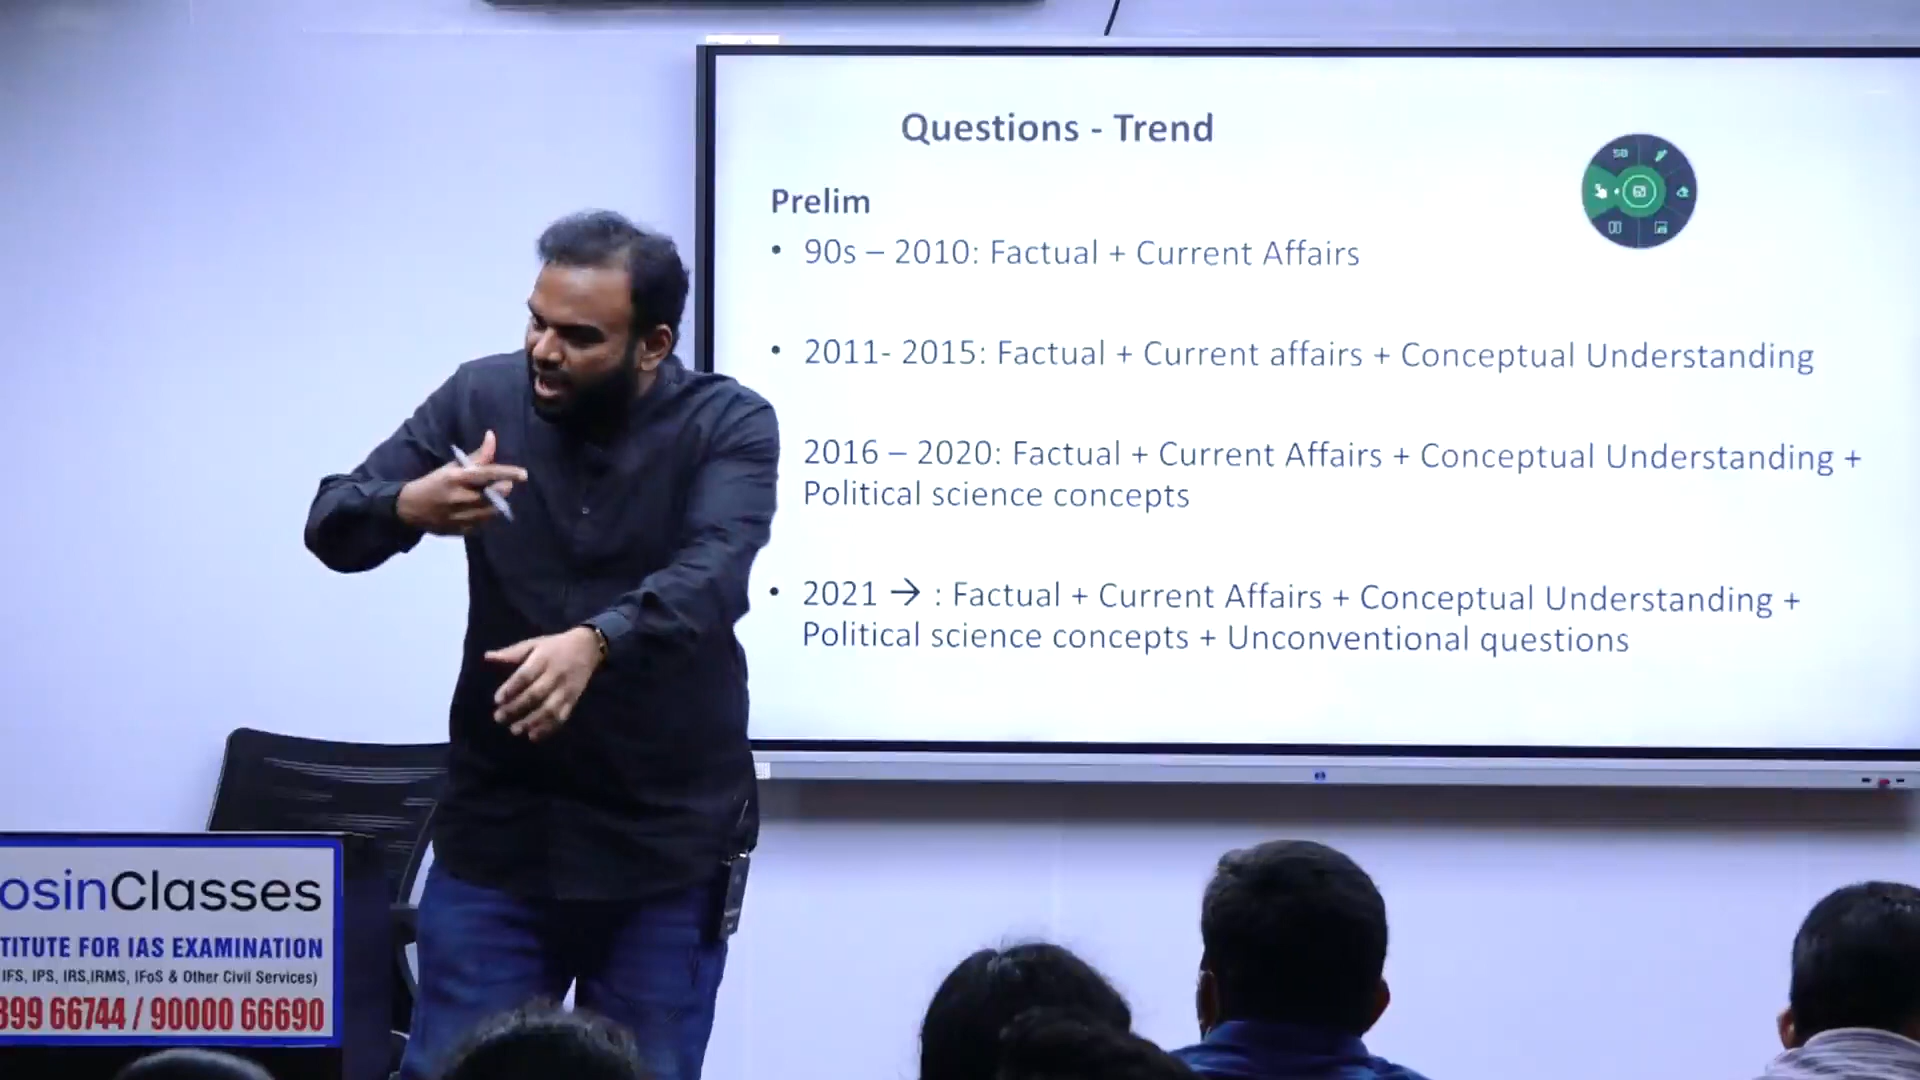 Questions - Trend
Prelim
• 90s – 2010: Factual + Current Affairs
• 2011- 2015: Factual + Current affairs + Conceptual Understanding
2016 – 2020: Factual + Current Affairs + Conceptual Understanding +
Political science concepts
• 2021 → : Factual + Current Affairs + Conceptual Understanding +
Political science concepts + Unconventional questions
osinClasses
TITUTE FOR IAS EXAMINATION
IFS, IPS, IRS,IRMS, IFoS & Other Civil Services)
399 66744 / 90000 66690